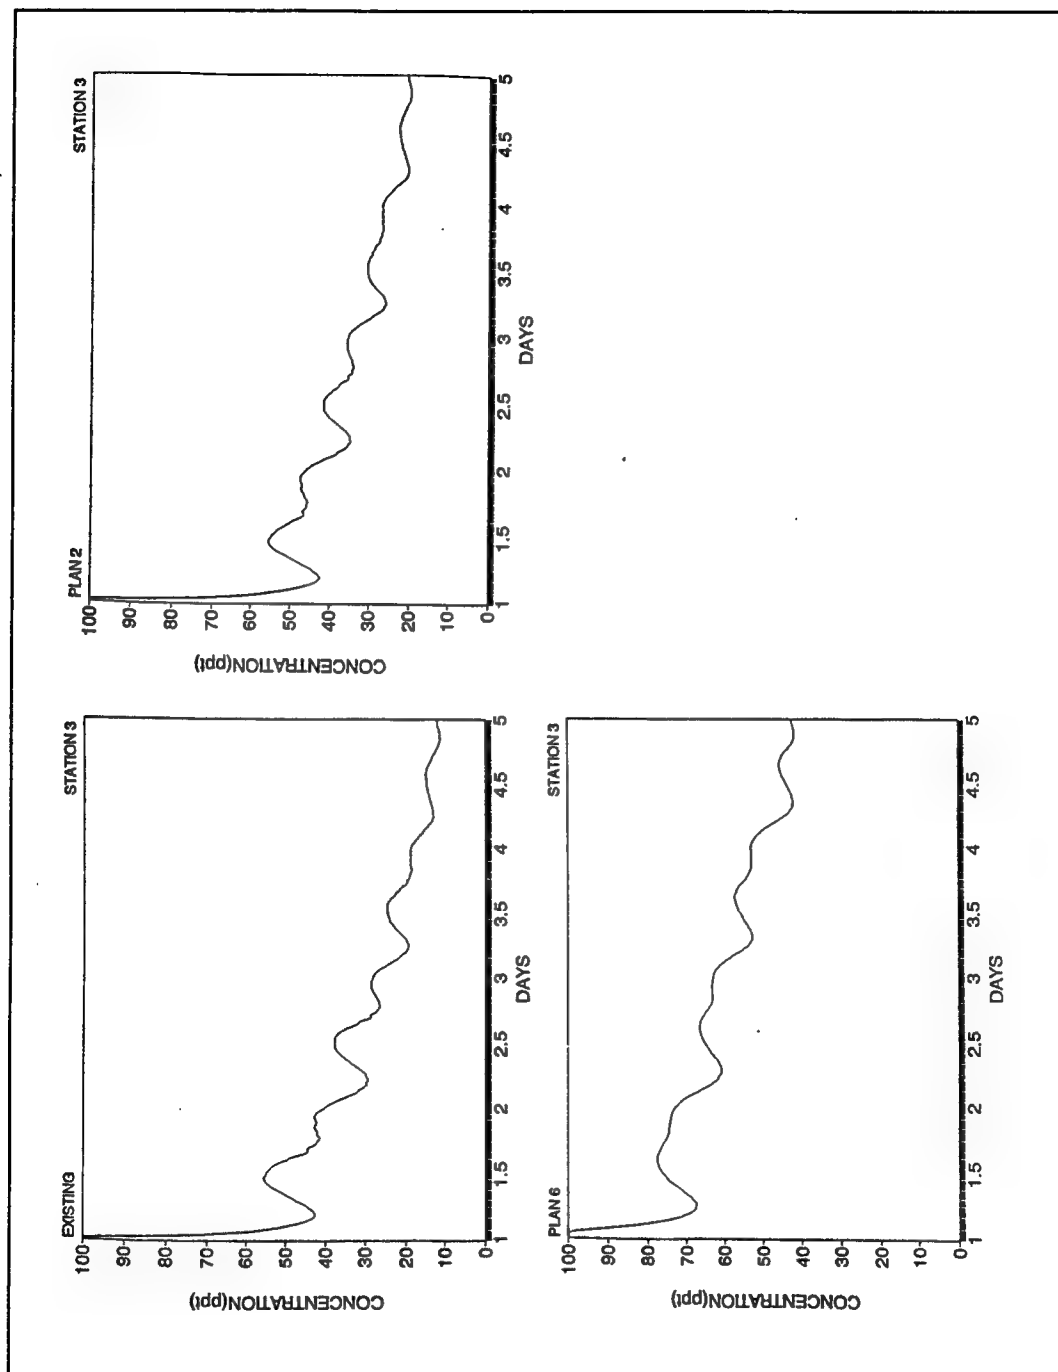 EXISTING STATION 3
CONCENTRATION(ppt)
100
90
80
70
60
50
40
30
20
10
0
1 1.5 2 2.5 3 3.5 4 4.5 5
DAYS
PLAN 2 STATION 3
CONCENTRATION(ppt)
100
90
80
70
60
50
40
30
20
10
0
1 1.5 2 2.5 3 3.5 4 4.5 5
DAYS
PLAN 6 STATION 3
CONCENTRATION(ppt)
100
90
80
70
60
50
40
30
20
10
0
1 1.5 2 2.5 3 3.5 4 4.5 5
DAYS